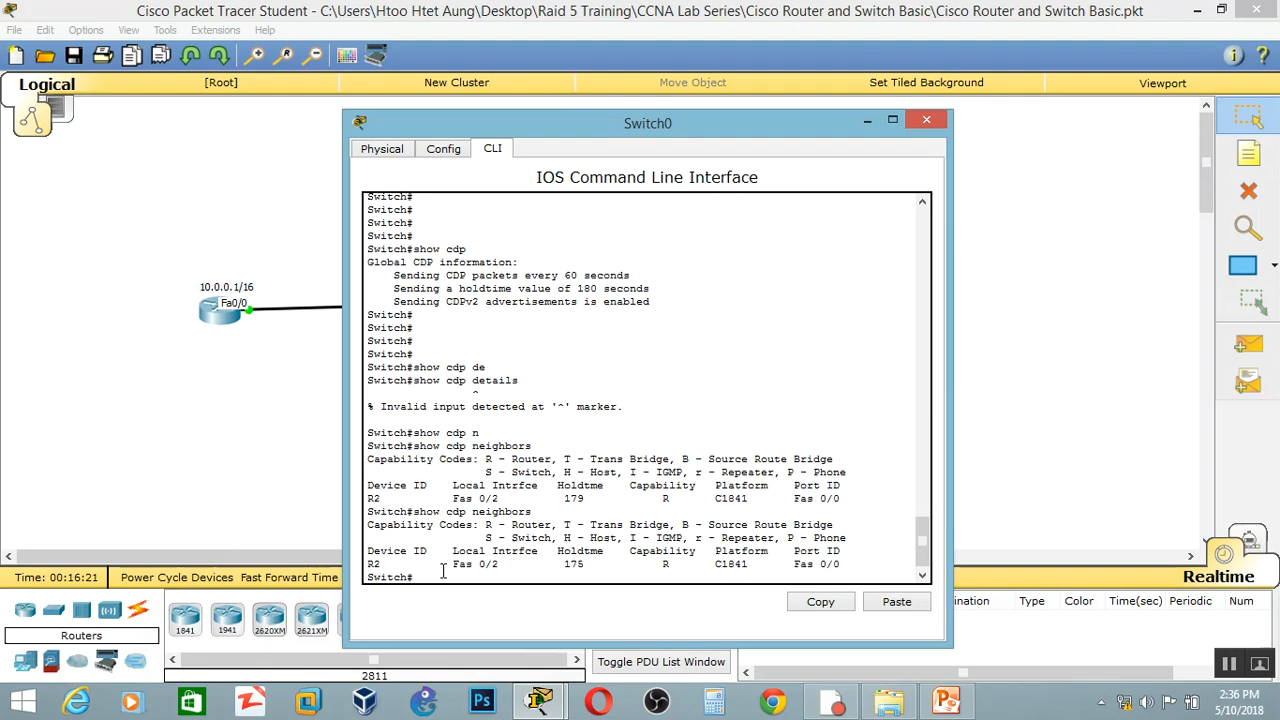 Cisco Packet Tracer Student - C:\Users\Htoo Htet Aung\Desktop\Raid 5 Training\CCNA Lab Series\Cisco Router and Switch Basic\Cisco Router and Switch Basic.pkt
File Edit Options View Tools Extensions Help
Logical [Root] New Cluster Move Object Set Tiled Background Viewport
Switch0
Physical Config CLI
IOS Command Line Interface
Switch#
Switch#
Switch#
Switch#
Switch#show cdp
Global CDP information:
Sending CDP packets every 60 seconds
Sending a holdtime value of 180 seconds
Sending CDPv2 advertisements is enabled
Switch#
Switch#
Switch#
Switch#
Switch#show cdp de
Switch#show cdp details
^
% Invalid input detected at '^' marker.
Switch#show cdp n
Switch#show cdp neighbors
Capability Codes: R - Router, T - Trans Bridge, B - Source Route Bridge
S - Switch, H - Host, I - IGMP, r - Repeater, P - Phone
Device ID Local Intrfce Holdtme Capability Platform Port ID
R2 Fas 0/2 179 R C1841 Fas 0/0
Switch#show cdp neighbors
Capability Codes: R - Router, T - Trans Bridge, B - Source Route Bridge
S - Switch, H - Host, I - IGMP, r - Repeater, P - Phone
Device ID Local Intrfce Holdtme Capability Platform Port ID
R2 Fas 0/2 175 R C1841 Fas 0/0
Switch#
Copy Paste
10.0.0.1/16
Fa0/0
Time: 00:16:21 Power Cycle Devices Fast Forward Time
Realtime
Routers
1841 1941 2620XM 2621XM
2811
Toggle PDU List Window
ination Type Color Time(sec) Periodic Num
2:36 PM
5/10/2018